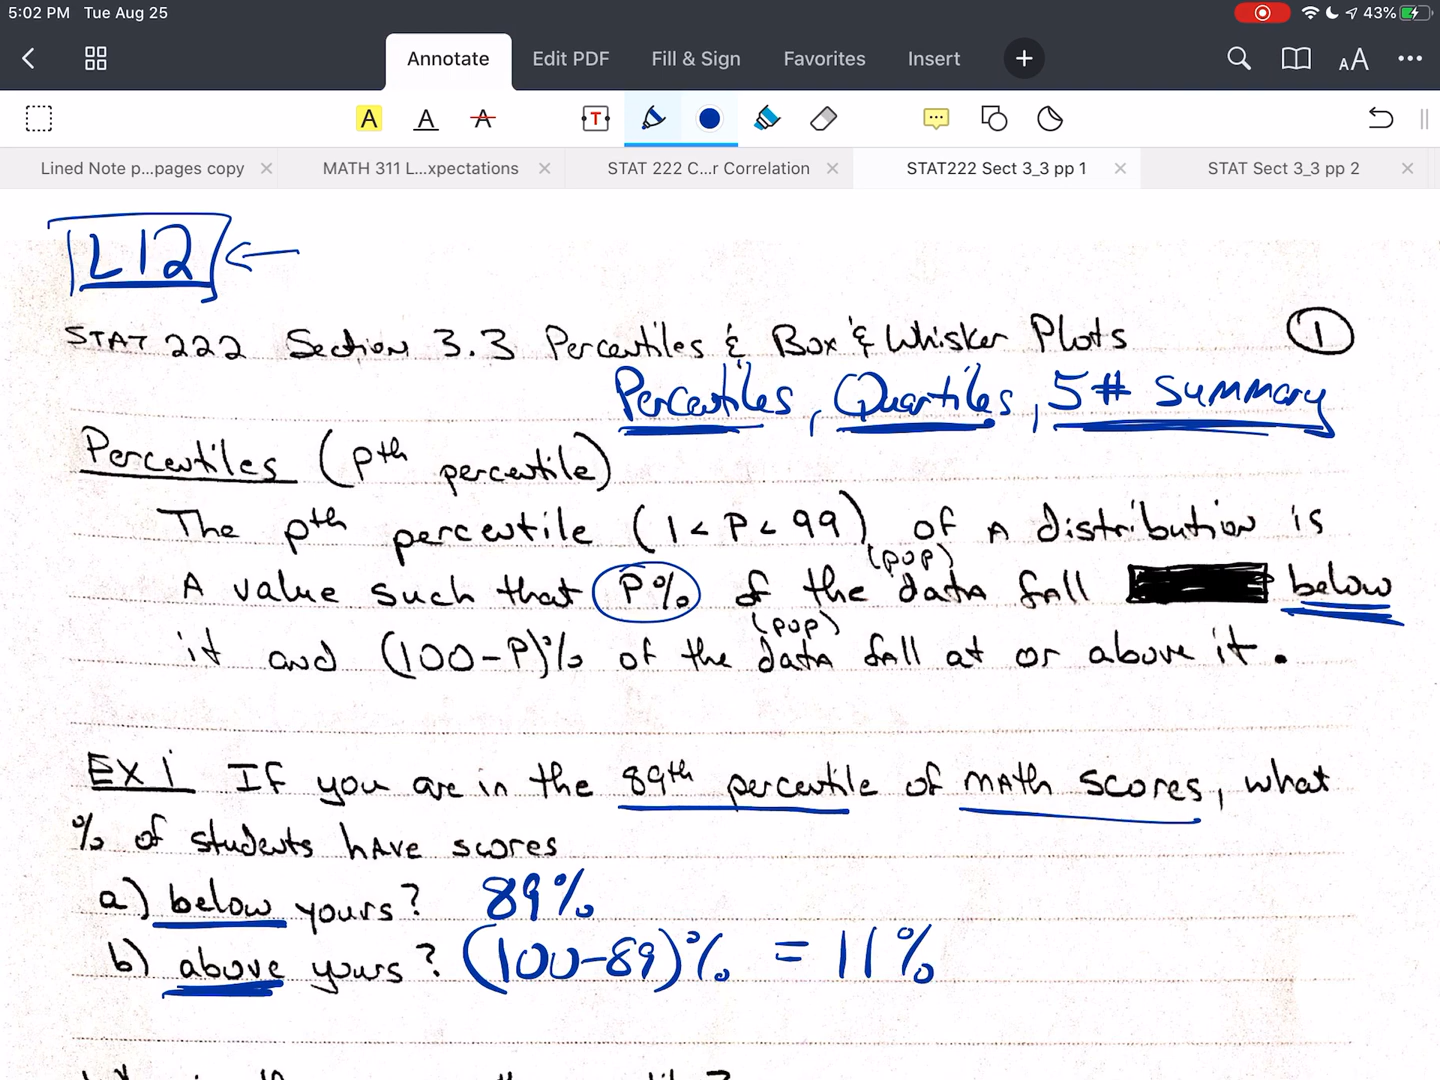 5:02 PM Tue Aug 25
43%
Annotate Edit PDF Fill & Sign Favorites Insert
Lined Note p...pages copy
MATH 311 L...xpectations
STAT 222 C...r Correlation
STAT222 Sect 3_3 pp 1
STAT Sect 3_3 pp 2
L12 ←
STAT 222 Section 3.3 Percentiles & Box & Whisker Plots ①
Percentiles, Quartiles, 5# Summary
Percentiles (pth percentile)
The pth percentile (1 < P < 99) of A distribution is
A value such that P% of the (pop) data fall below
it and (100-P)% of the (pop) data fall at or above it.
EX 1 If you are in the 89th percentile of math scores, what
% of students have scores
a) below yours? 89%
b) above yours? (100-89)% = 11%